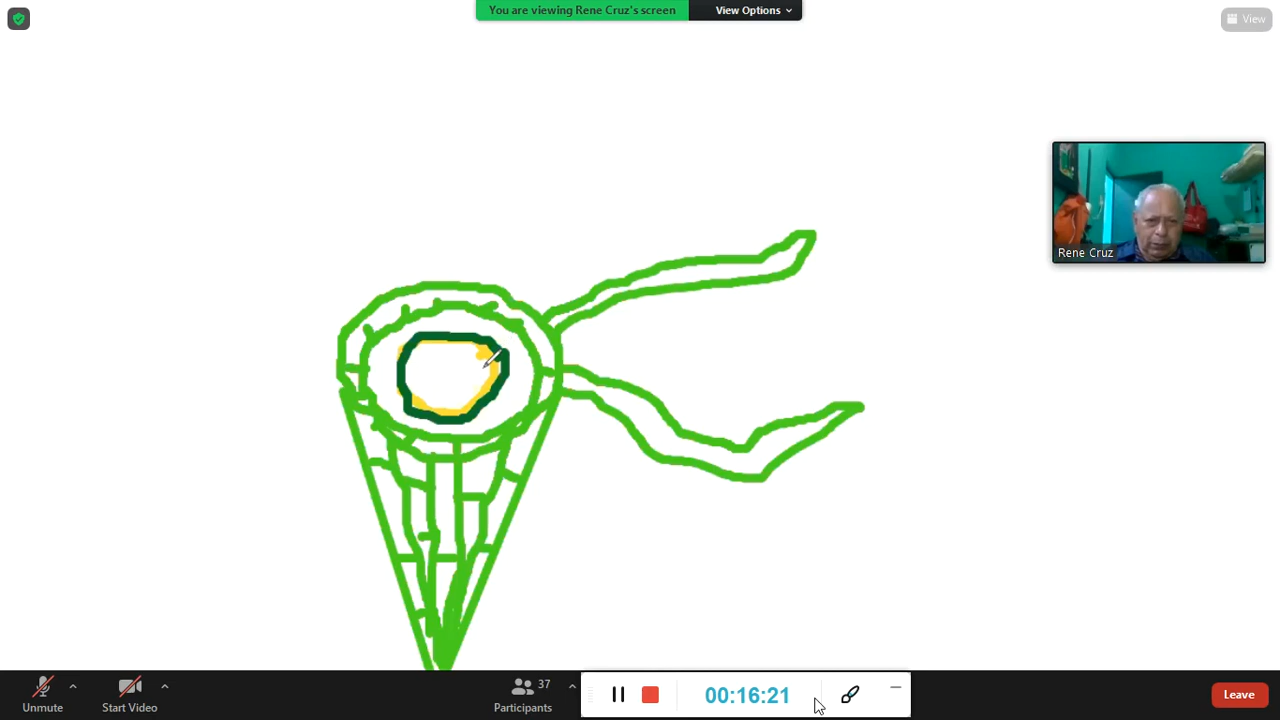 You are viewing Rene Cruz's screen
View Options
View
Rene Cruz
Unmute
Start Video
37
Participants
00:16:21
Leave